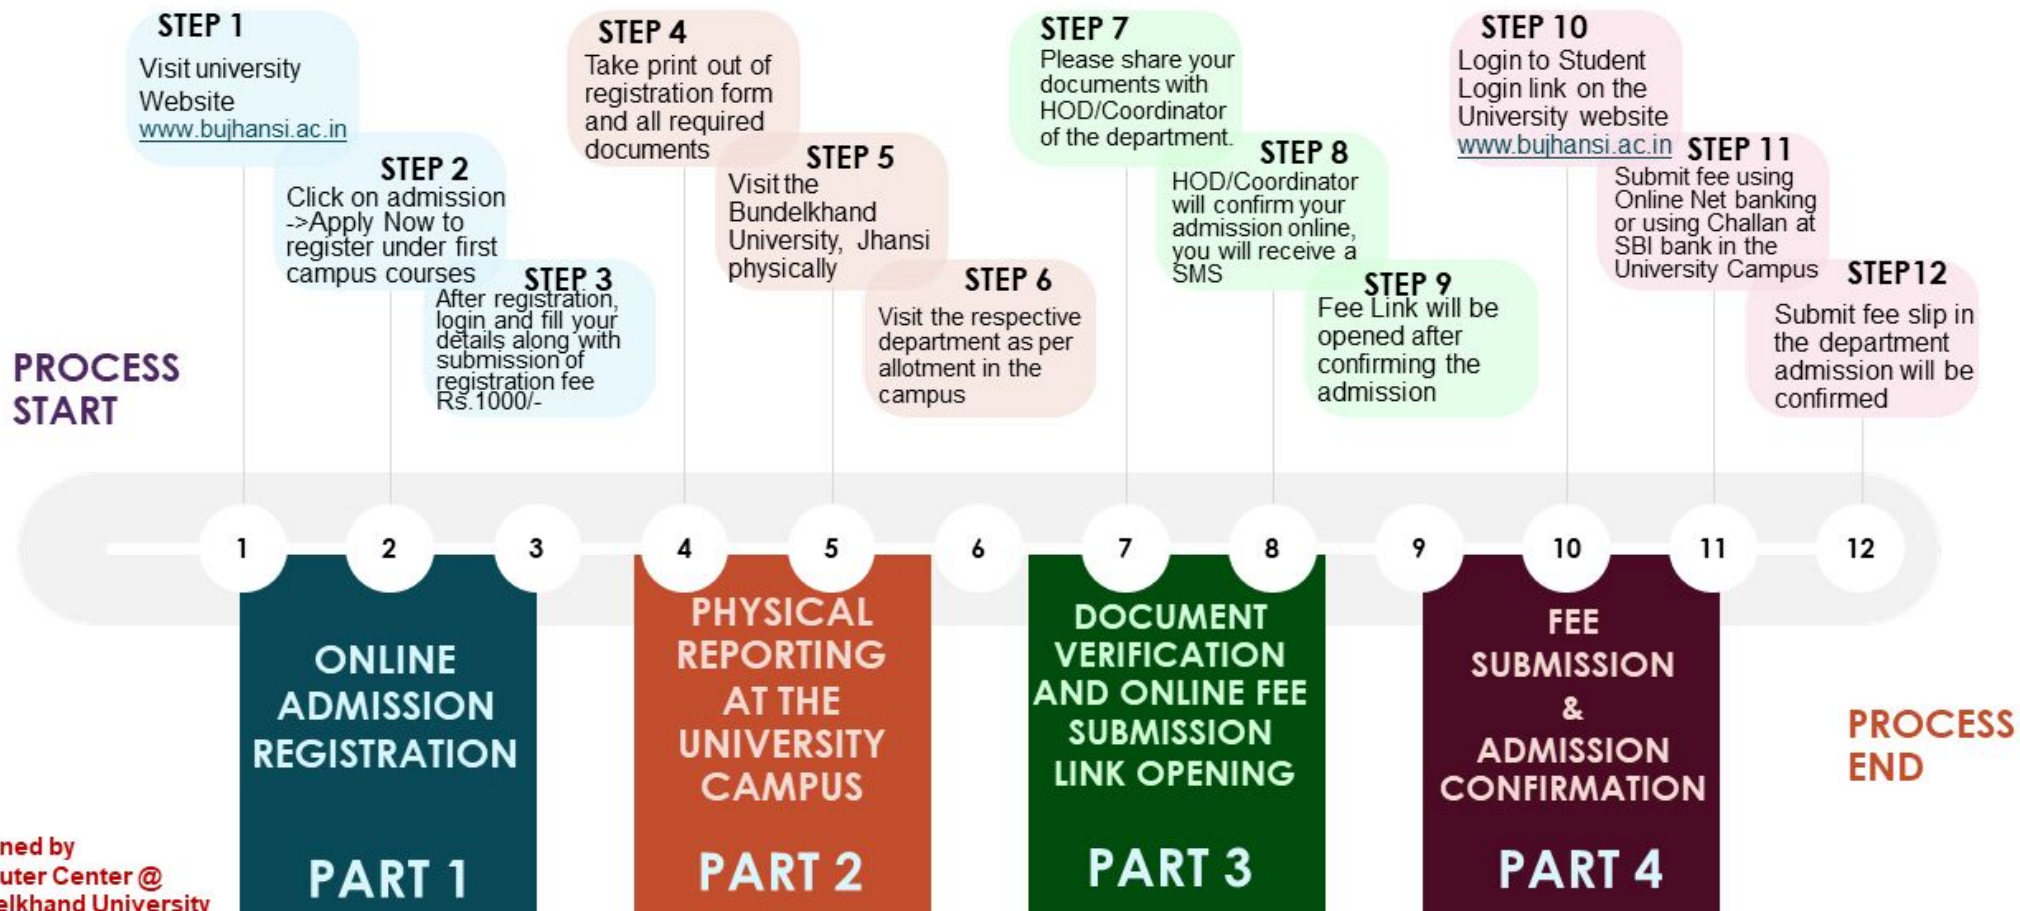 STEP 1
Visit university
Website
www.bujhansi.ac.in
STEP 2
Click on admission
->Apply Now to
register under first
campus courses
STEP 3
After registration,
login and fill your
details along with
submission of
registration fee
Rs.1000/-
STEP 4
Take print out of
registration form
and all required
documents
STEP 5
Visit the
Bundelkhand
University, Jhansi
physically
STEP 6
Visit the respective
department as per
allotment in the
campus
STEP 7
Please share your
documents with
HOD/Coordinator
of the department.
STEP 8
HOD/Coordinator
will confirm your
admission online,
you will receive a
SMS
STEP 9
Fee Link will be
opened after
confirming the
admission
STEP 10
Login to Student
Login link on the
University website
www.bujhansi.ac.in
STEP 11
Submit fee using
Online Net banking
or using Challan at
SBI bank in the
University Campus
STEP12
Submit fee slip in
the department
admission will be
confirmed
PROCESS
START
1 2 3 4 5 6 7 8 9 10 11 12
ONLINE
ADMISSION
REGISTRATION
PART 1
PHYSICAL
REPORTING
AT THE
UNIVERSITY
CAMPUS
PART 2
DOCUMENT
VERIFICATION
AND ONLINE FEE
SUBMISSION
LINK OPENING
PART 3
FEE
SUBMISSION
&
ADMISSION
CONFIRMATION
PART 4
PROCESS
END
ned by
uter Center @
elkhand University